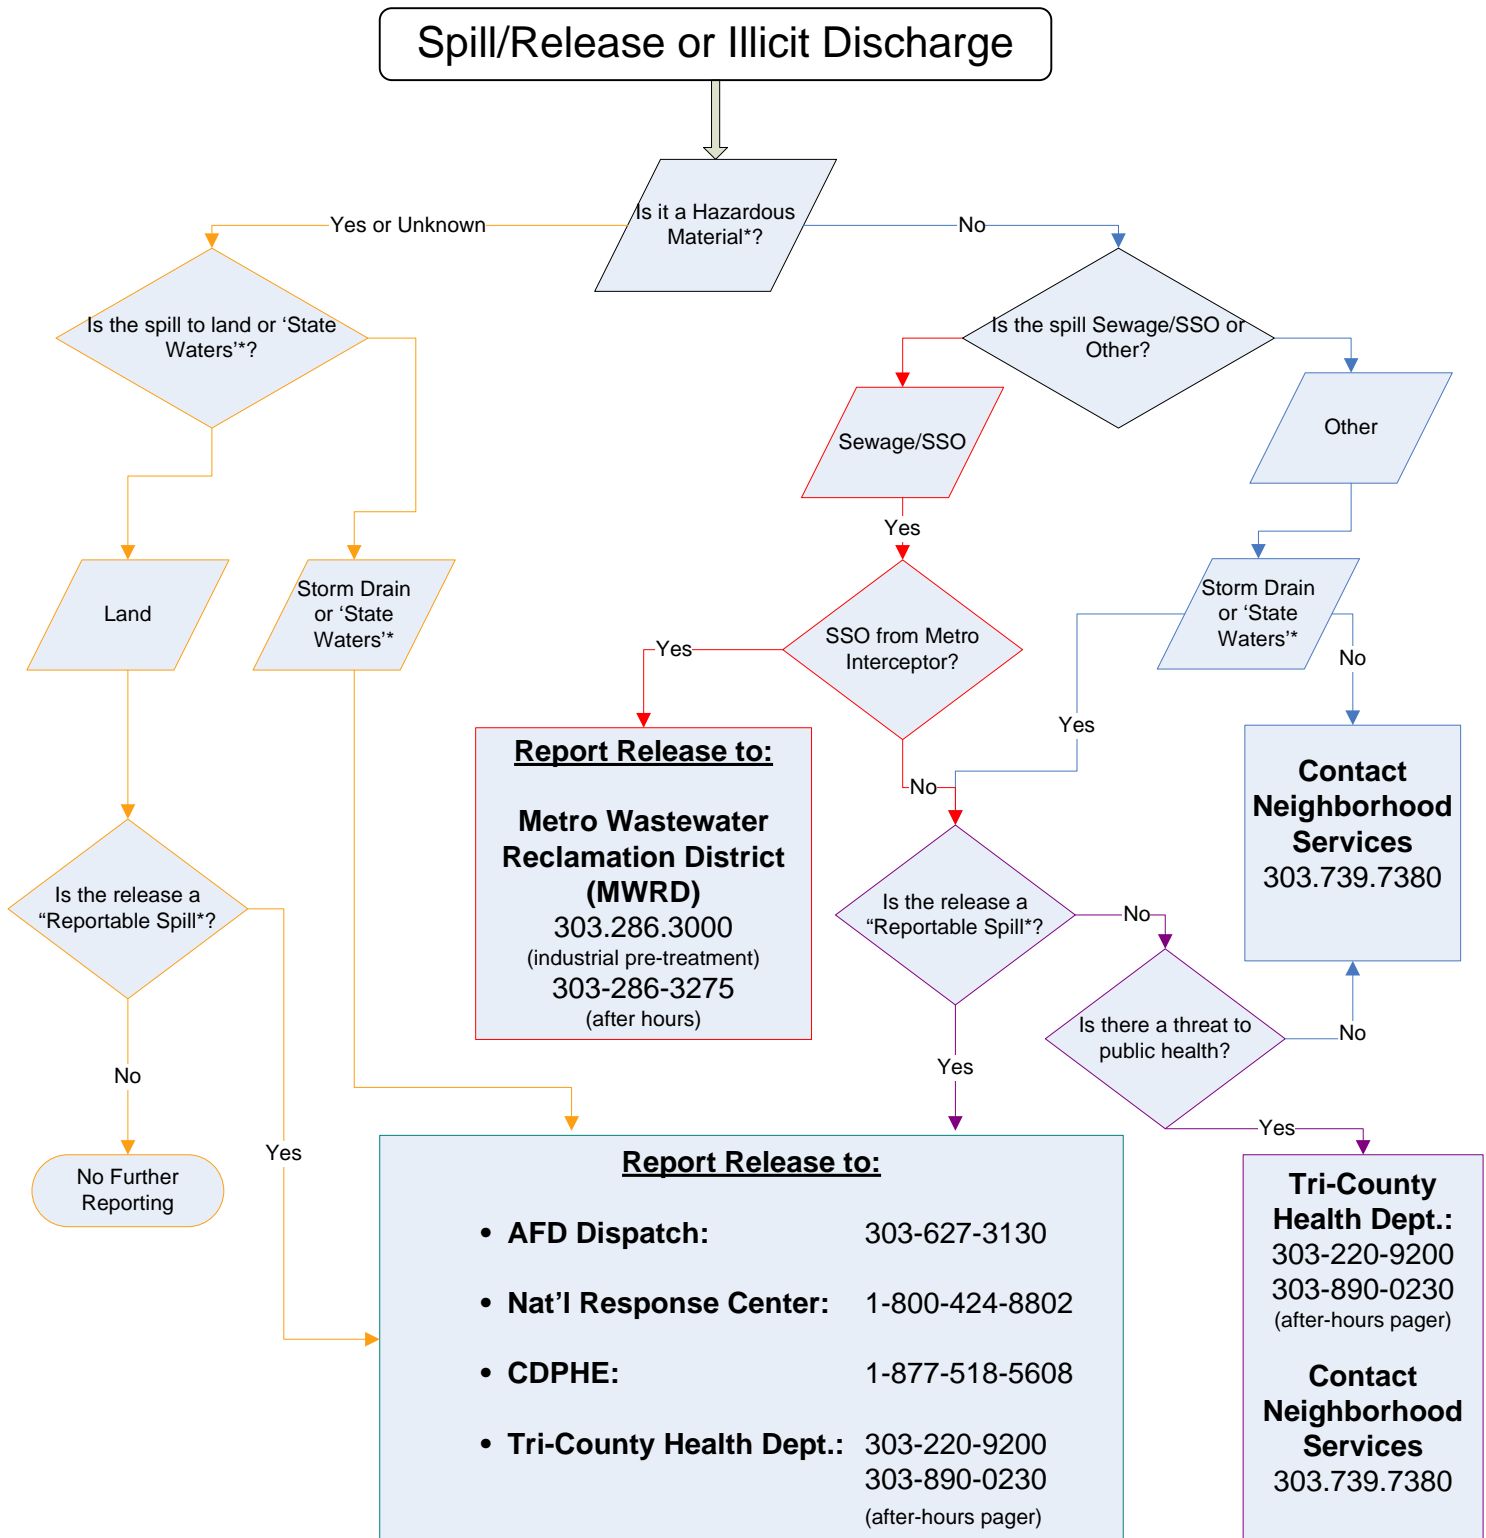 Spill/Release or Illicit Discharge
Is it a Hazardous
Material*?
Yes or Unknown
No
Is the spill to land or ‘State
Waters’*?
Is the spill Sewage/SSO or
Other?
Sewage/SSO
Other
Yes
Land
Storm Drain
or ‘State
Waters’*
SSO from Metro
Interceptor?
Storm Drain
or ‘State
Waters’*
Yes
No
Yes
No
Report Release to:
Metro Wastewater
Reclamation District
(MWRD)
303.286.3000
(industrial pre-treatment)
303-286-3275
(after hours)
Contact
Neighborhood
Services
303.739.7380
Is the release a
“Reportable Spill*?
Is the release a
“Reportable Spill*?
No
Is there a threat to
public health?
No
No
Yes
Yes
Yes
No Further
Reporting
Report Release to:
• AFD Dispatch: 303-627-3130
• Nat’l Response Center: 1-800-424-8802
• CDPHE: 1-877-518-5608
• Tri-County Health Dept.: 303-220-9200
303-890-0230
(after-hours pager)
Tri-County
Health Dept.:
303-220-9200
303-890-0230
(after-hours pager)
Contact
Neighborhood
Services
303.739.7380